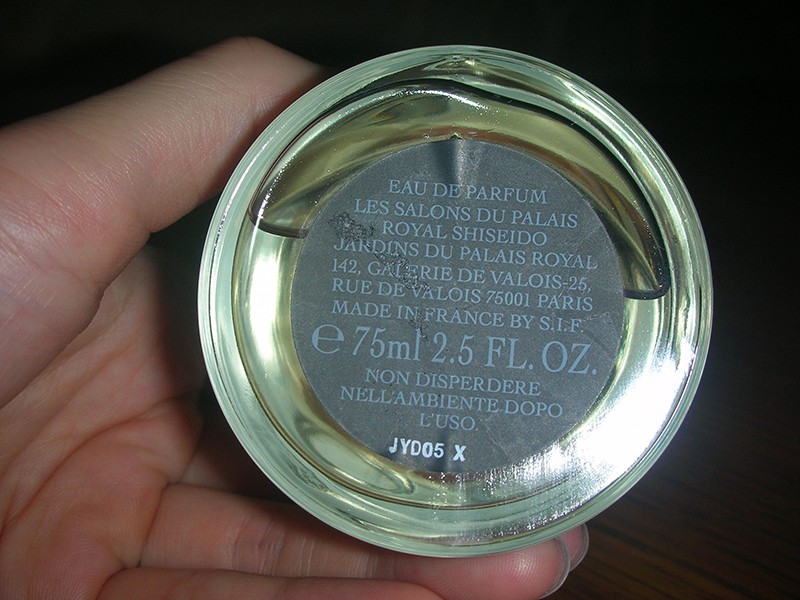 EAU DE PARFUM
LES SALONS DU PALAIS
ROYAL SHISEIDO
JARDINS DU PALAIS ROYAL
142, GALERIE DE VALOIS-25,
RUE DE VALOIS 75001 PARIS
MADE IN FRANCE BY S.I.F.
℮ 75ml 2.5 FL. OZ.
NON DISPERDERE
NELL'AMBIENTE DOPO
L'USO.
JYD05 X